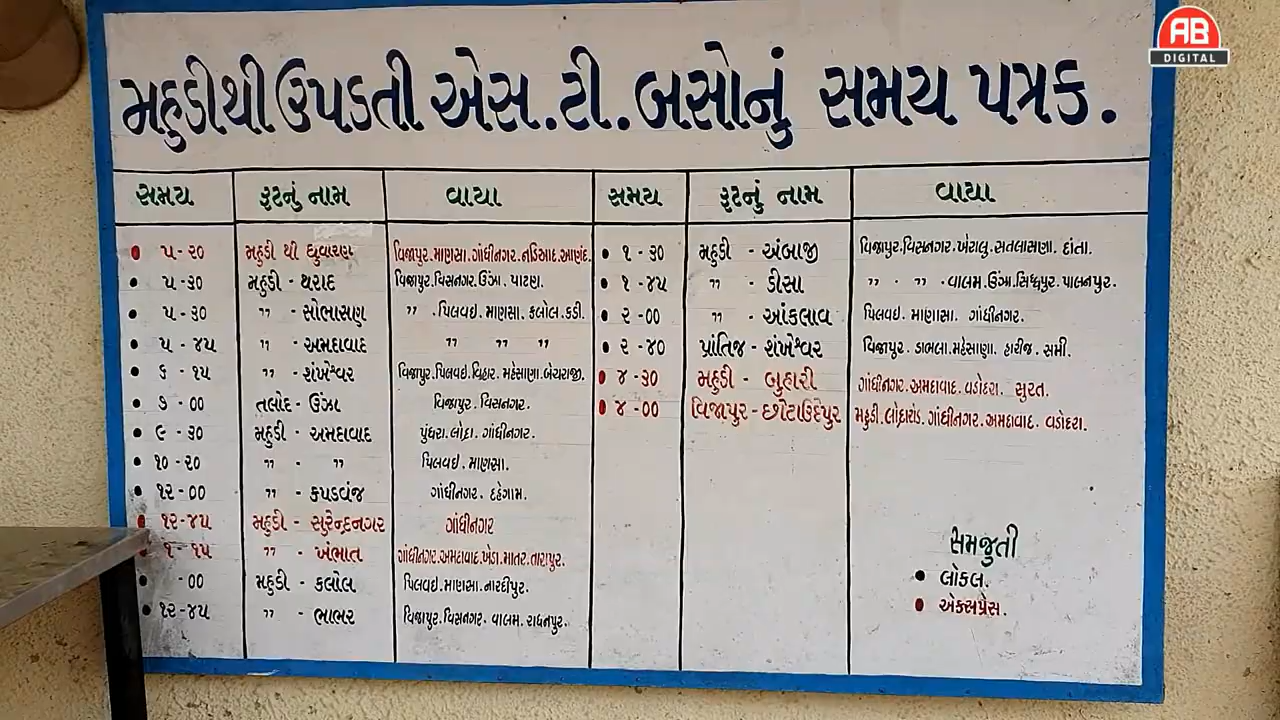 AB
DIGITAL
મહુડીથી ઉપડતી એસ.ટી. બસોનું સમય પત્રક.
સમય રૂટનું નામ વાયા
૫-૨૦ મહુડી થી ધુવારણ વિજાપુર.માણસા.ગાંધીનગર.નડિઆદ.આણંદ.
૫-૩૦ મહુડી - થરાદ વિજાપુર.વિસનગર.ઉંઝા. પાટણ.
૫-૩૦ " - સોભાસણ " . પિલવઇ. માણસા. કલોલ.કડી.
૫-૪૫ " - અમદાવાદ " " "
૬-૧૫ " - શંખેશ્વર વિજાપુર.પિલવઇ.વિહાર. મહેસાણા.બેચરાજી.
૭-૦૦ તલોદ - ઉંઝા વિજાપુર. વિસનગર.
૯-૩૦ મહુડી - અમદાવાદ પુંધરા.લોદ્રા. ગાંધીનગર.
૧૦-૨૦ " - " પિલવઇ. માણસા.
૧૨-૦૦ " - કપડવંજ ગાંધીનગર. દહેગામ.
૧૨-૪૫ મહુડી - સુરેન્દ્રનગર ગાંધીનગર
૧-૧૫ " - ખંભાત ગાંધીનગર.અમદાવાદ.ખેડા.માતર.તારાપુર.
-૦૦ મહુડી - કલોલ પિલવઇ. માણસા. નારદીપુર.
૧૨-૪૫ " - ભાભર વિજાપુર. વિસનગર. વાલમ. રાધનપુર.
સમય રૂટનું નામ વાયા
૧-૩૦ મહુડી - અંબાજી વિજાપુર.વિસનગર.ખેરાલુ.સતલાસણા. દાંતા.
૧-૪૫ " - ડીસા " . " .વાલમ.ઉંઝા.સિધ્ધપુર.પાલનપુર.
૨-૦૦ " - આંકલાવ પિલવઇ. માણાસા. ગાંધીનગર.
૨-૪૦ પ્રાંતિજ - શંખેશ્વર વિજાપુર. ડાભલા.મહેસાણા. હારીજ. સમી.
૪-૩૦ મહુડી - બુહારી ગાંધીનગર.અમદાવાદ. વડોદરા. સુરત.
૪-૦૦ વિજાપુર - છોટાઉદેપુર મહુડી. ગાંધીનગર.અમદાવાદ. વડોદરા.
સમજુતી
લોકલ.
એક્સપ્રેસ.